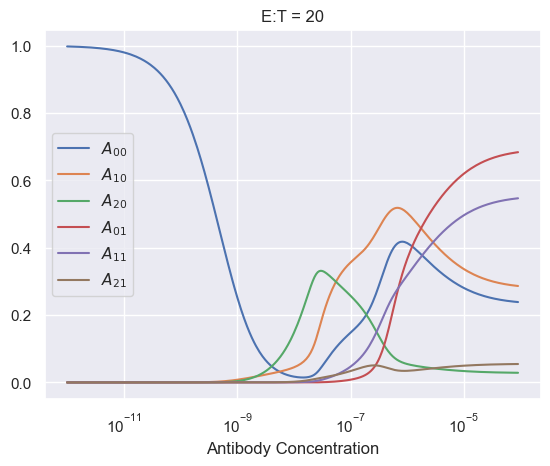 E:T = 20
1.0
0.8
0.6
0.4
0.2
0.0
A₀₀
A₁₀
A₂₀
A₀₁
A₁₁
A₂₁
10⁻¹¹ 10⁻⁹ 10⁻⁷ 10⁻⁵
Antibody Concentration